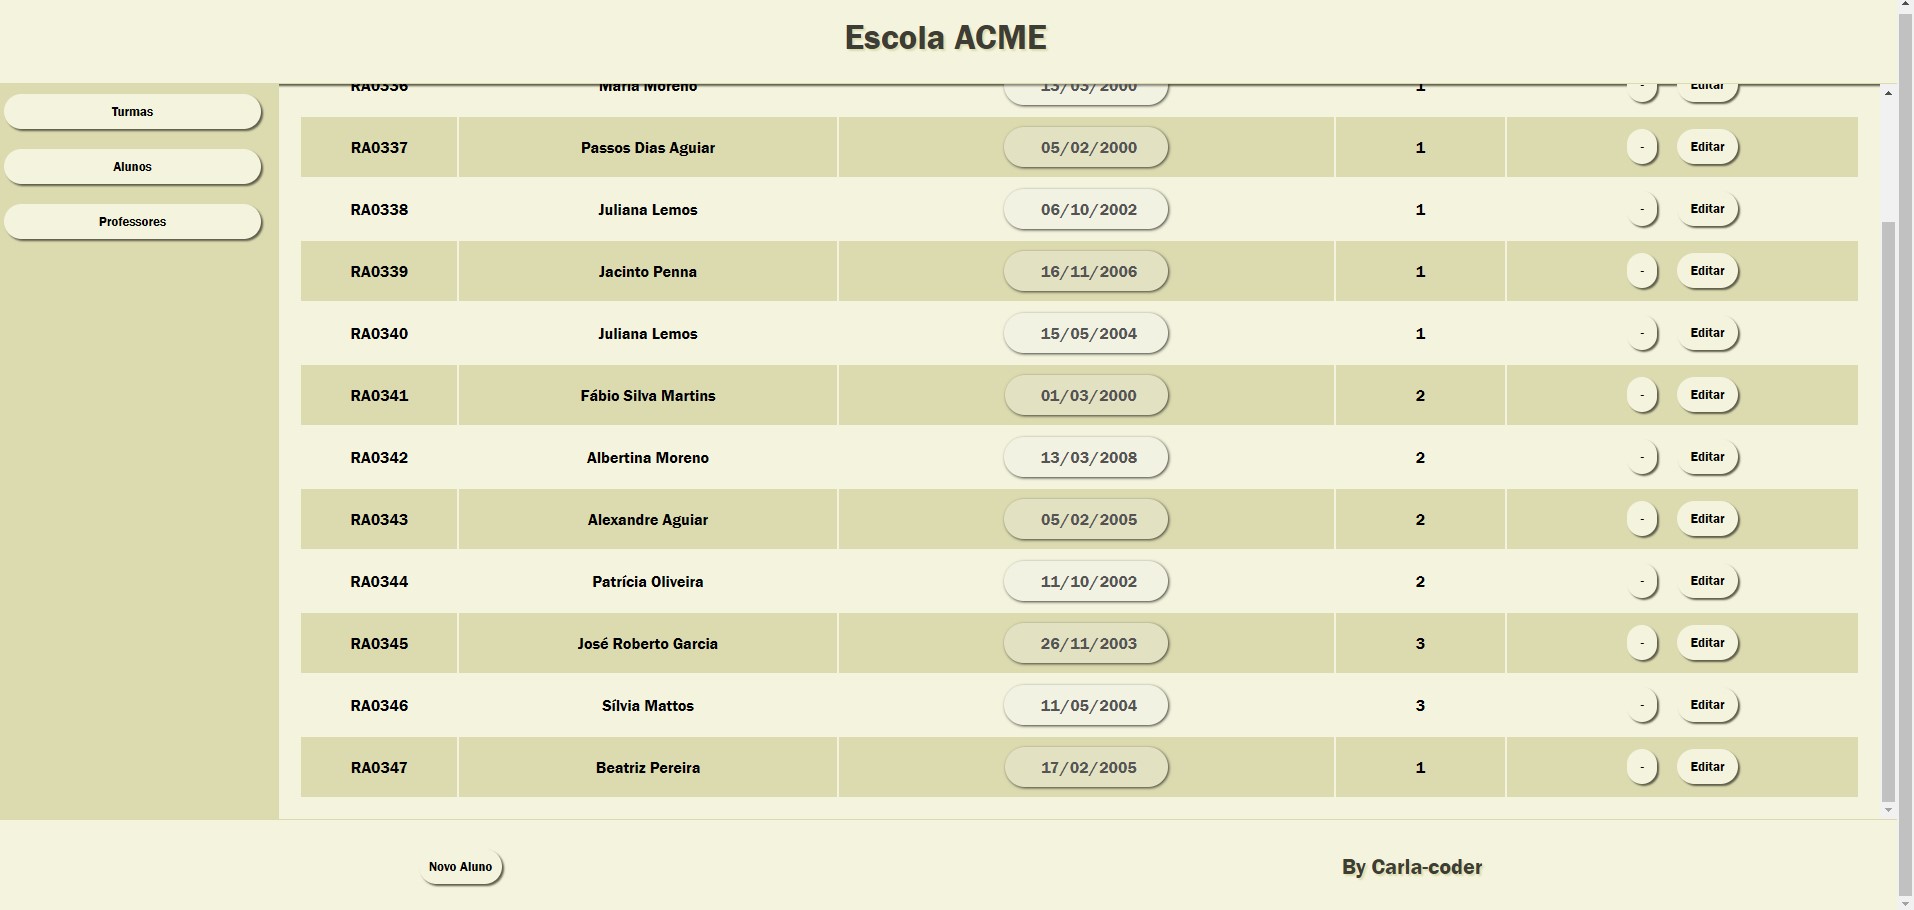 Escola ACME
Turmas
Alunos
Professores
RA0336 Maria Moreno 13/03/2000 1 - Editar
RA0337 Passos Dias Aguiar 05/02/2000 1 - Editar
RA0338 Juliana Lemos 06/10/2002 1 - Editar
RA0339 Jacinto Penna 16/11/2006 1 - Editar
RA0340 Juliana Lemos 15/05/2004 1 - Editar
RA0341 Fábio Silva Martins 01/03/2000 2 - Editar
RA0342 Albertina Moreno 13/03/2008 2 - Editar
RA0343 Alexandre Aguiar 05/02/2005 2 - Editar
RA0344 Patrícia Oliveira 11/10/2002 2 - Editar
RA0345 José Roberto Garcia 26/11/2003 3 - Editar
RA0346 Sílvia Mattos 11/05/2004 3 - Editar
RA0347 Beatriz Pereira 17/02/2005 1 - Editar
Novo Aluno
By Carla-coder